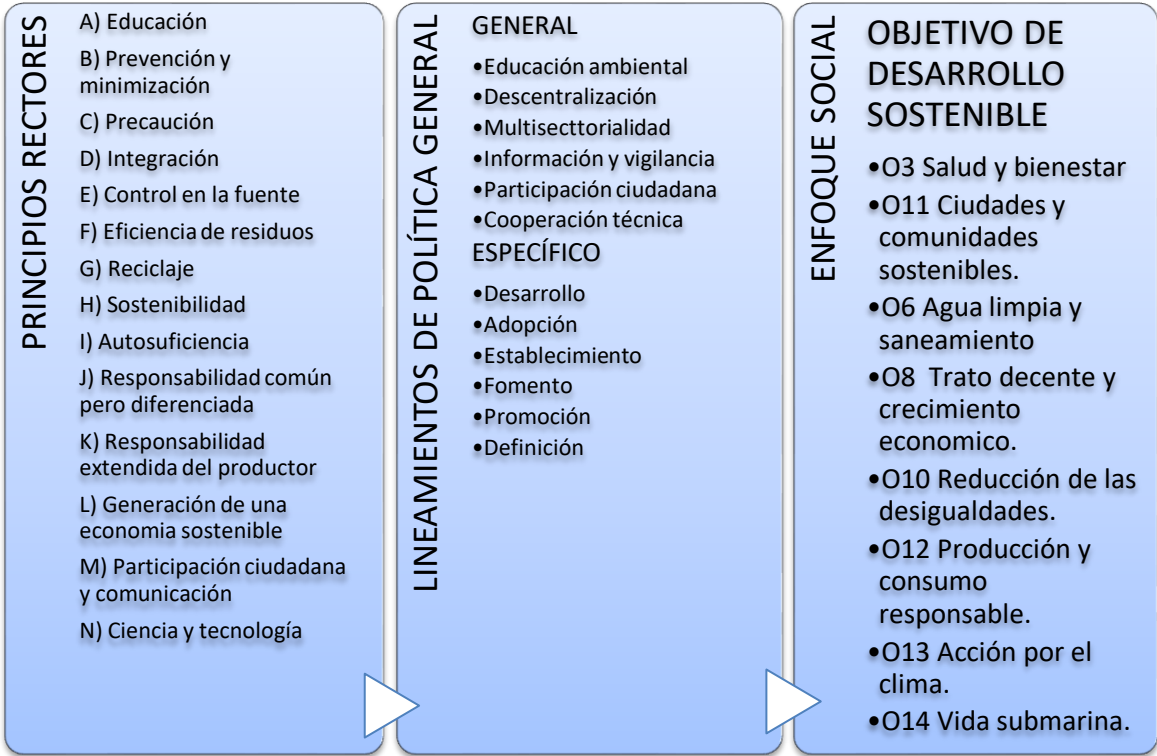 PRINCIPIOS RECTORES
A) Educación
B) Prevención y
minimización
C) Precaución
D) Integración
E) Control en la fuente
F) Eficiencia de residuos
G) Reciclaje
H) Sostenibilidad
I) Autosuficiencia
J) Responsabilidad común
pero diferenciada
K) Responsabilidad
extendida del productor
L) Generación de una
economia sostenible
M) Participación ciudadana
y comunicación
N) Ciencia y tecnología
LINEAMIENTOS DE POLÍTICA GENERAL
GENERAL
•Educación ambiental
•Descentralización
•Multisecttorialidad
•Información y vigilancia
•Participación ciudadana
•Cooperación técnica
ESPECÍFICO
•Desarrollo
•Adopción
•Establecimiento
•Fomento
•Promoción
•Definición
ENFOQUE SOCIAL
OBJETIVO DE
DESARROLLO
SOSTENIBLE
•O3 Salud y bienestar
•O11 Ciudades y
comunidades
sostenibles.
•O6 Agua limpia y
saneamiento
•O8 Trato decente y
crecimiento
economico.
•O10 Reducción de las
desigualdades.
•O12 Producción y
consumo
responsable.
•O13 Acción por el
clima.
•O14 Vida submarina.